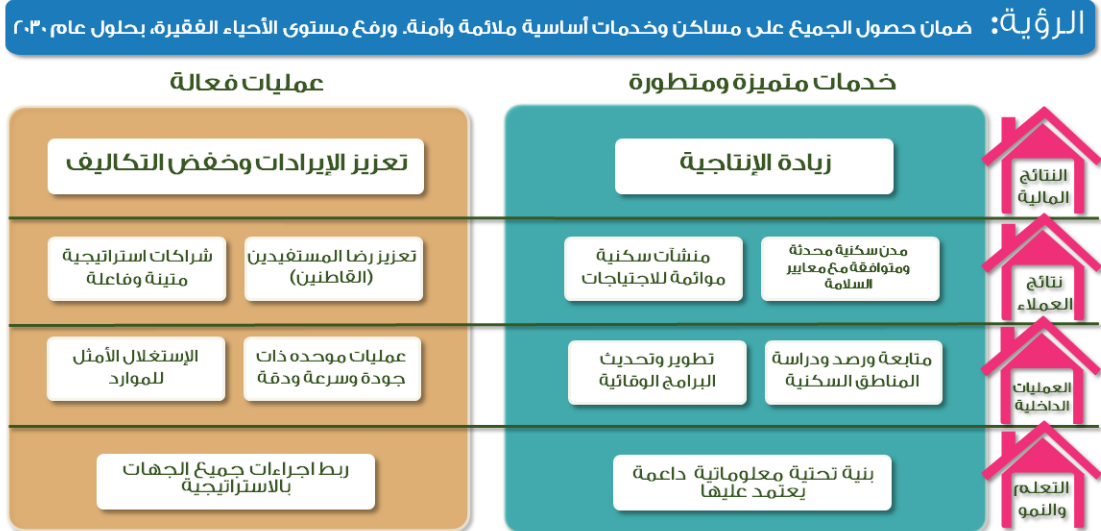 الرؤية: ضمان حصول الجميع على مساكن وخدمات أساسية ملائمة وآمنة. ورفع مستوى الأحياء الفقيرة، بحلول عام ٢٠٣٠
خدمات متميزة ومتطورة
عمليات فعالة
النتائج
المالية
زيادة الإنتاجية
تعزيز الإيرادات وخفض التكاليف
نتائج
العملاء
مدن سكنية محدثة
ومتوافقة مع معايير
السلامة
منشآت سكنية
موائمة للاجتياجات
تعزيز رضا المستفيدين
(القاطنين)
شراكات استراتيجية
متينة وفاعلة
العمليات
الداخلية
متابعة ورصد ودراسة
المناطق السكنية
تطوير وتحديث
البرامج الوقائية
عمليات موحده ذات
جودة وسرعة ودقة
الإستغلال الأمثل
للموارد
التعلم
والنمو
بنية تحتية معلوماتية داعمة
يعتمد عليها
ربط اجراءات جميع الجهات
بالاستراتيجية